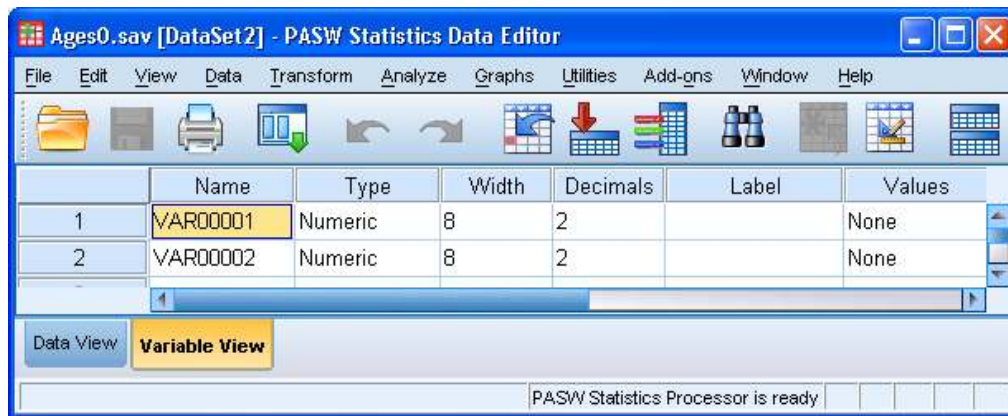 Ages0.sav [DataSet2] - PASW Statistics Data Editor
File Edit View Data Transform Analyze Graphs Utilities Add-ons Window Help
Name Type Width Decimals Label Values
1 VAR00001 Numeric 8 2 None
2 VAR00002 Numeric 8 2 None
Data View Variable View
PASW Statistics Processor is ready